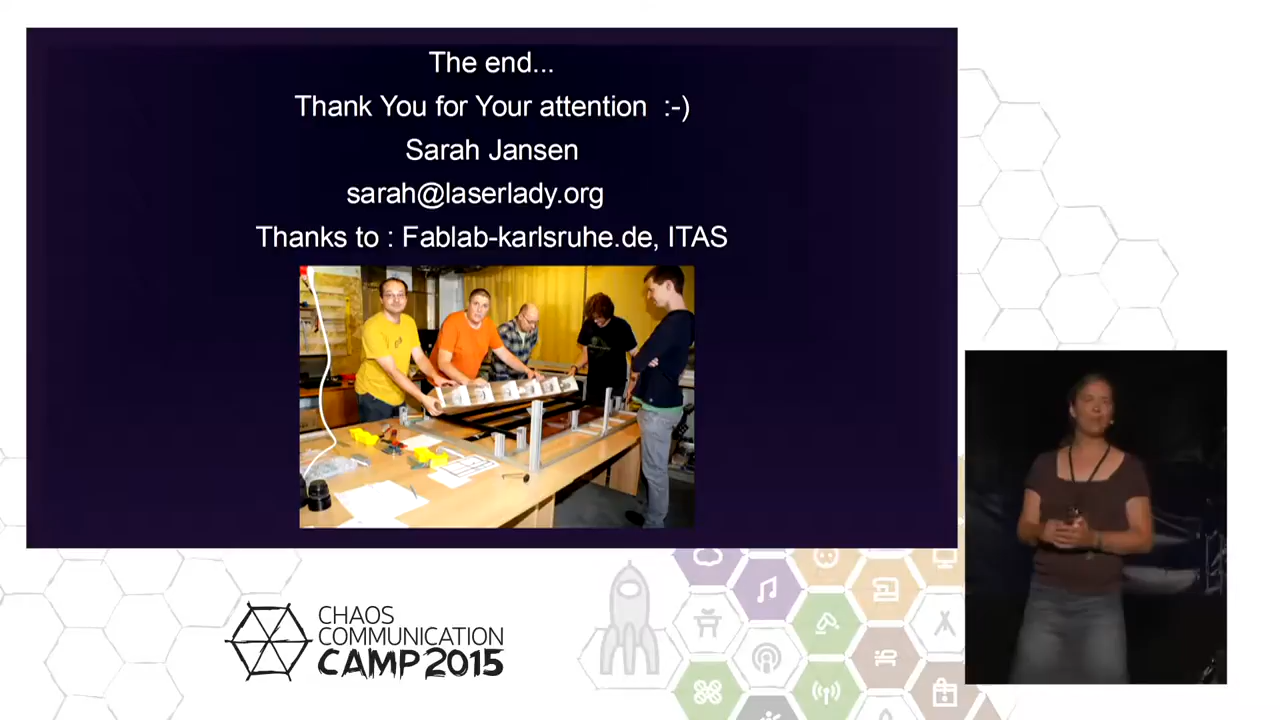 The end...
Thank You for Your attention :-)
Sarah Jansen
sarah@laserlady.org
Thanks to : Fablab-karlsruhe.de, ITAS
CHAOS
COMMUNICATION
CAMP 2015